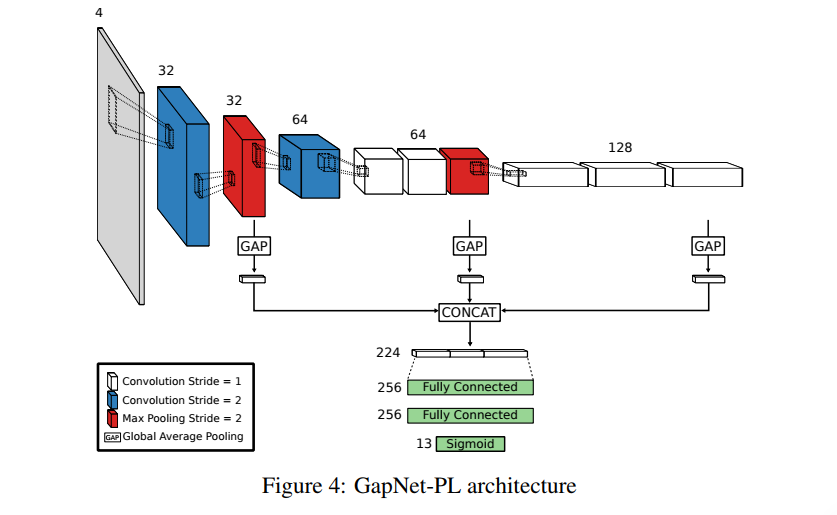 4
32
32
64
64
128
GAP
GAP
GAP
CONCAT
224
256 Fully Connected
256 Fully Connected
13 Sigmoid
Convolution Stride = 1
Convolution Stride = 2
Max Pooling Stride = 2
GAP Global Average Pooling
Figure 4: GapNet-PL architecture